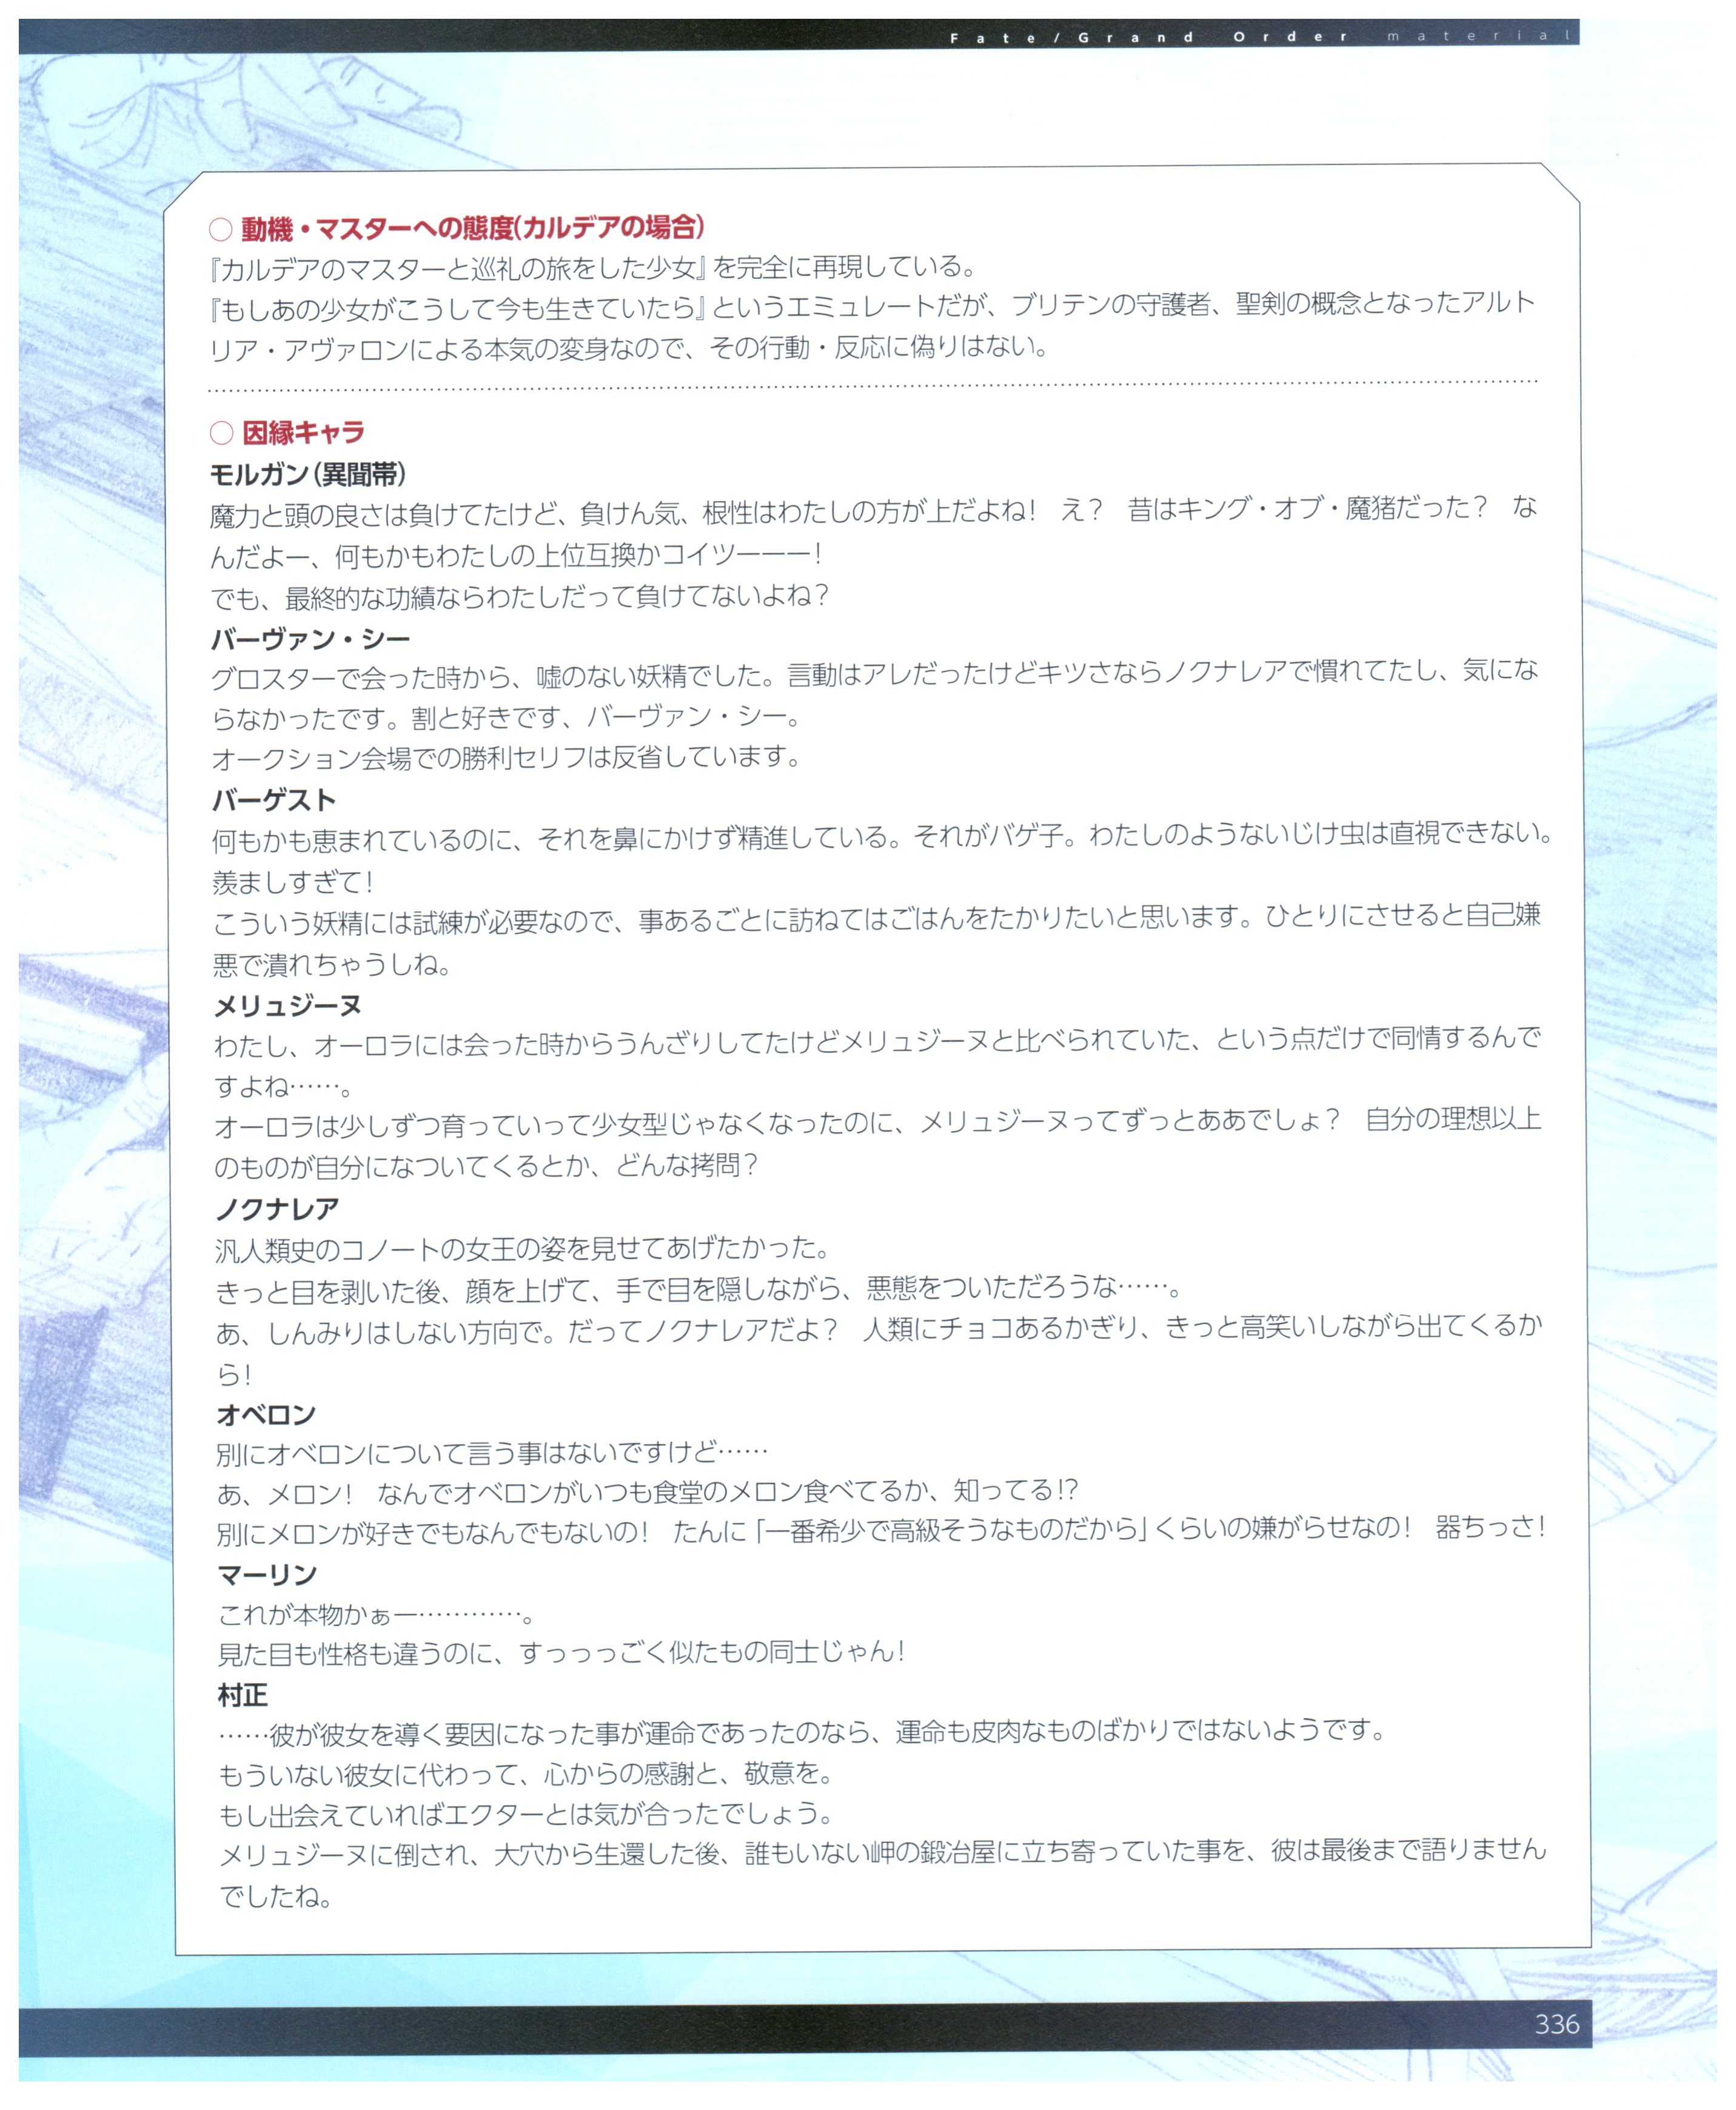 Fate/Grand Order material
○ 動機・マスターへの態度(カルデアの場合)
『カルデアのマスターと巡礼の旅をした少女』を完全に再現している。
『もしあの少女がこうして今も生きていたら』というエミュレートだが、ブリテンの守護者、聖剣の概念となったアルト
リア・アヴァロンによる本気の変身なので、その行動・反応に偽りはない。
○ 因縁キャラ
モルガン(異聞帯)
魔力と頭の良さは負けてたけど、負けん気、根性はわたしの方が上だよね!　え?　昔はキング・オブ・魔猪だった?　な
んだよー、何もかもわたしの上位互換かコイツーーー!
でも、最終的な功績ならわたしだって負けてないよね?
バーヴァン・シー
グロスターで会った時から、嘘のない妖精でした。言動はアレだったけどキツさならノクナレアで慣れてたし、気にな
らなかったです。割と好きです、バーヴァン・シー。
オークション会場での勝利セリフは反省しています。
バーゲスト
何もかも恵まれているのに、それを鼻にかけず精進している。それがバゲ子。わたしのようないじけ虫は直視できない。
羨ましすぎて!
こういう妖精には試練が必要なので、事あるごとに訪ねてはごはんをたかりたいと思います。ひとりにさせると自己嫌
悪で潰れちゃうしね。
メリュジーヌ
わたし、オーロラには会った時からうんざりしてたけどメリュジーヌと比べられていた、という点だけで同情するんで
すよね……。
オーロラは少しずつ育っていって少女型じゃなくなったのに、メリュジーヌってずっとああでしょ?　自分の理想以上
のものが自分になついてくるとか、どんな拷問?
ノクナレア
汎人類史のコノートの女王の姿を見せてあげたかった。
きっと目を剥いた後、顔を上げて、手で目を隠しながら、悪態をついただろうな……。
あ、しんみりはしない方向で。だってノクナレアだよ?　人類にチョコあるかぎり、きっと高笑いしながら出てくるか
ら!
オベロン
別にオベロンについて言う事はないですけど……
あ、メロン!　なんでオベロンがいつも食堂のメロン食べてるか、知ってる!?
別にメロンが好きでもなんでもないの!　たんに「一番希少で高級そうなものだから」くらいの嫌がらせなの!　器ちっさ!
マーリン
これが本物かぁー…………。
見た目も性格も違うのに、すっっっごく似たもの同士じゃん!
村正
……彼が彼女を導く要因になった事が運命であったのなら、運命も皮肉なものばかりではないようです。
もういない彼女に代わって、心からの感謝と、敬意を。
もし出会えていればエクターとは気が合ったでしょう。
メリュジーヌに倒され、大穴から生還した後、誰もいない岬の鍛冶屋に立ち寄っていた事を、彼は最後まで語りません
でしたね。
336